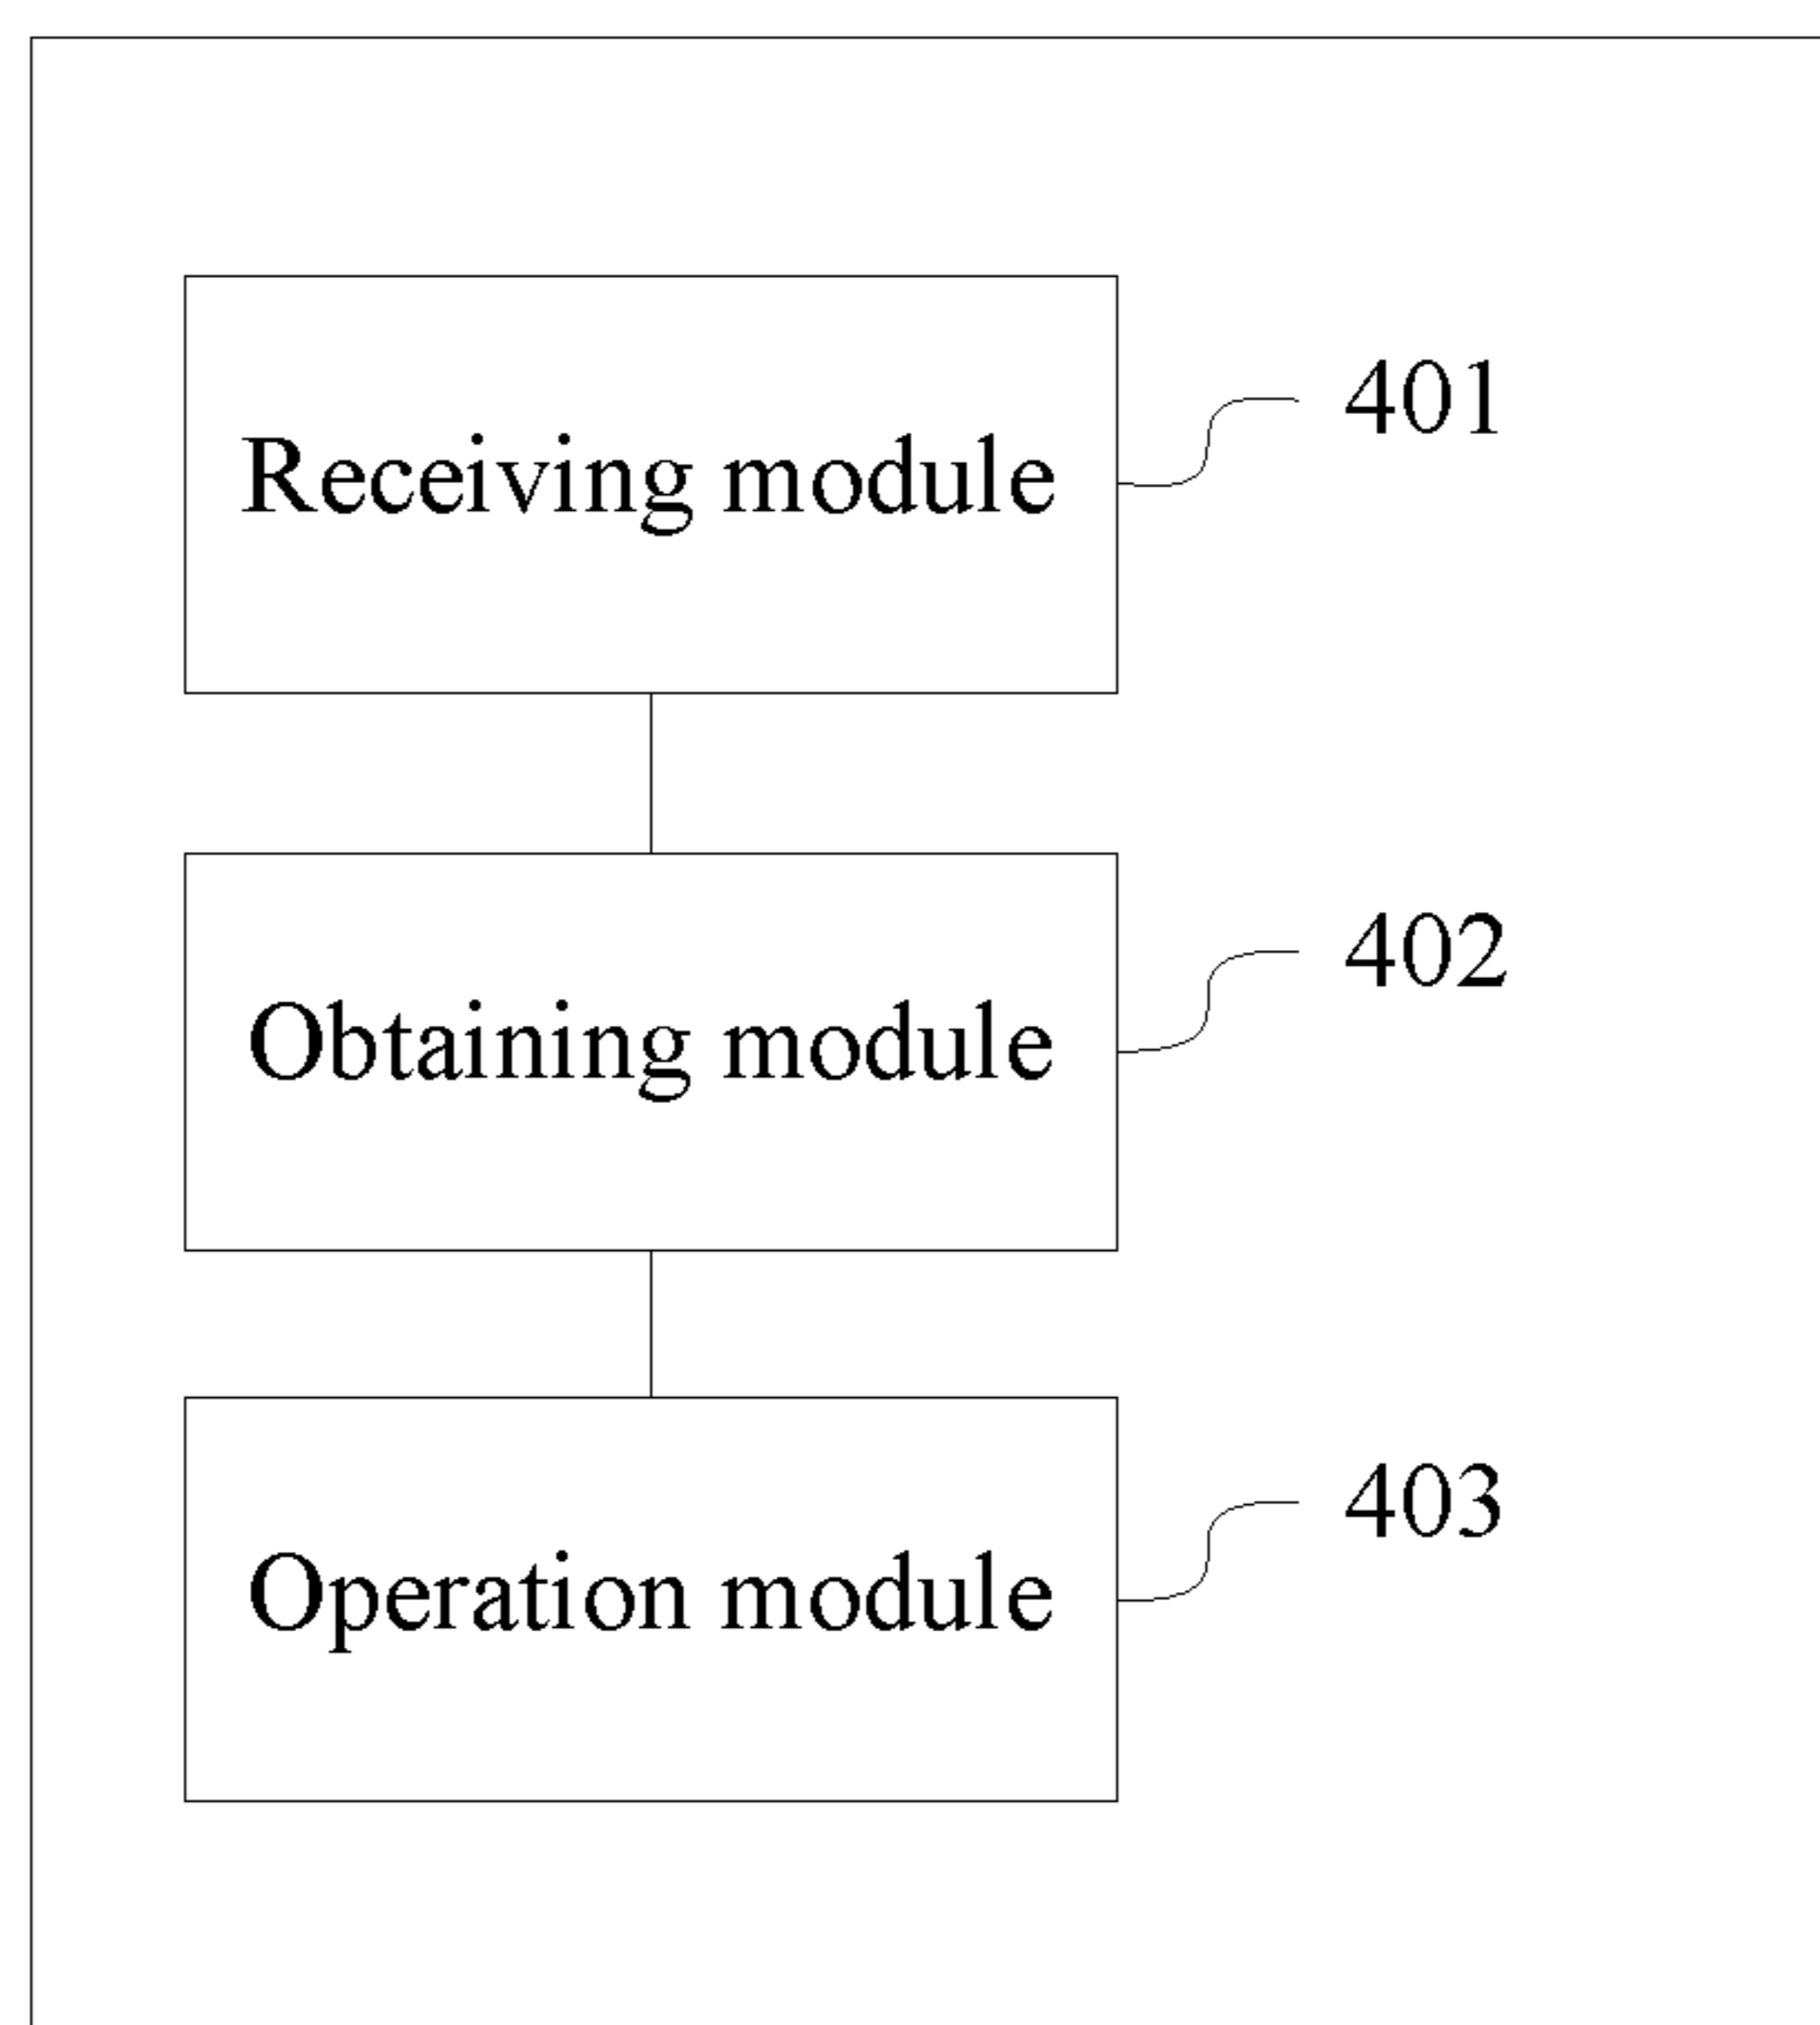 Receiving module
401
Obtaining module
402
Operation module
403